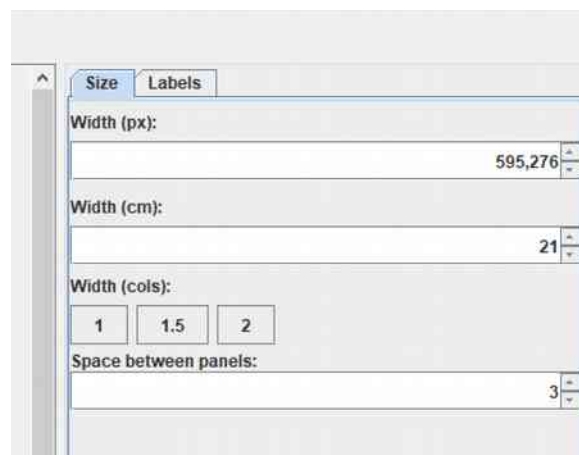 Size Labels
Width (px):
595,276
Width (cm):
21
Width (cols):
1 1.5 2
Space between panels:
3